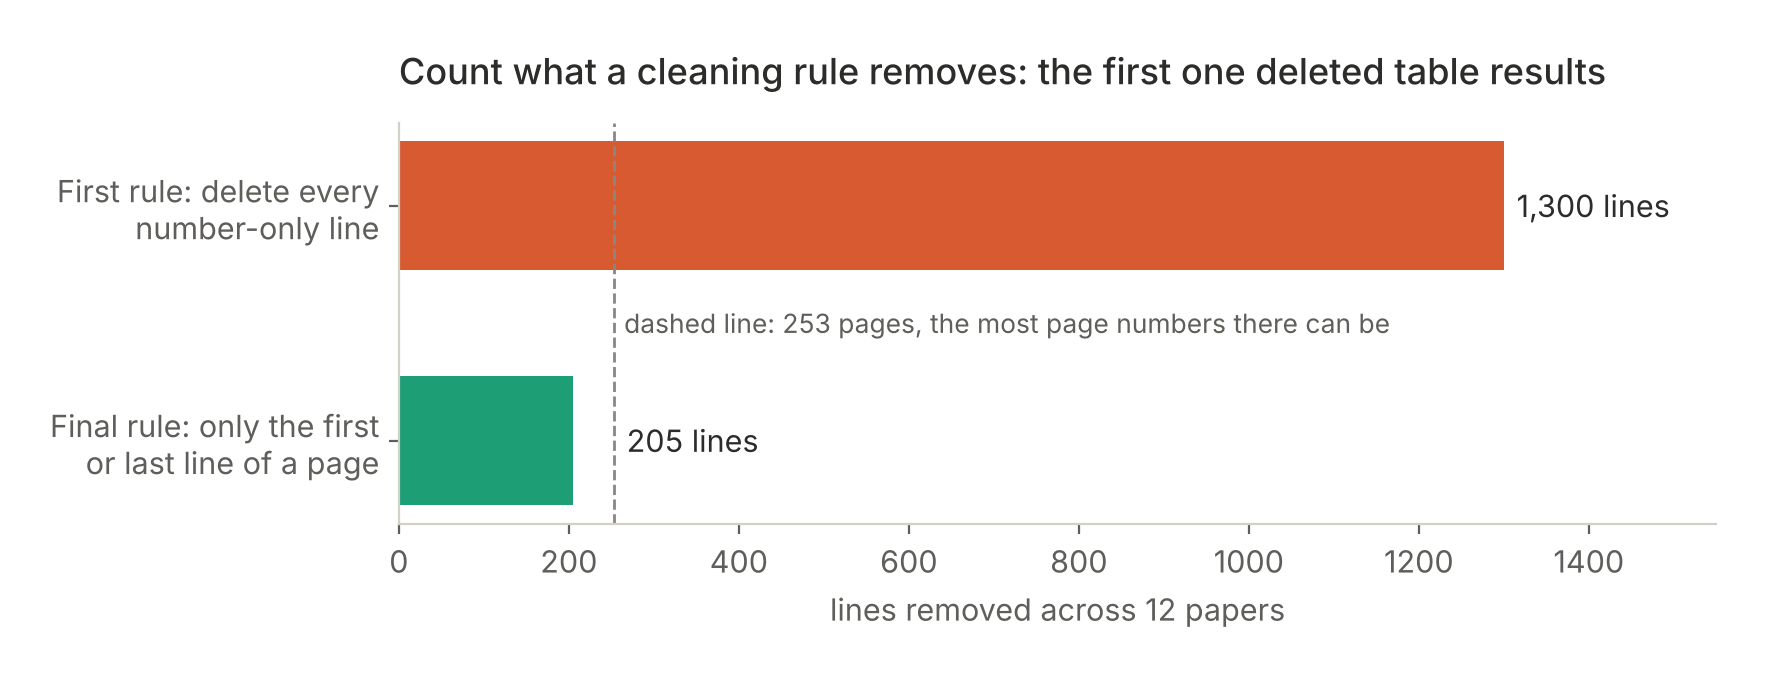 Count what a cleaning rule removes: the first one deleted table results
First rule: delete every
number-only line
1,300 lines
dashed line: 253 pages, the most page numbers there can be
Final rule: only the first
or last line of a page
205 lines
0 200 400 600 800 1000 1200 1400
lines removed across 12 papers